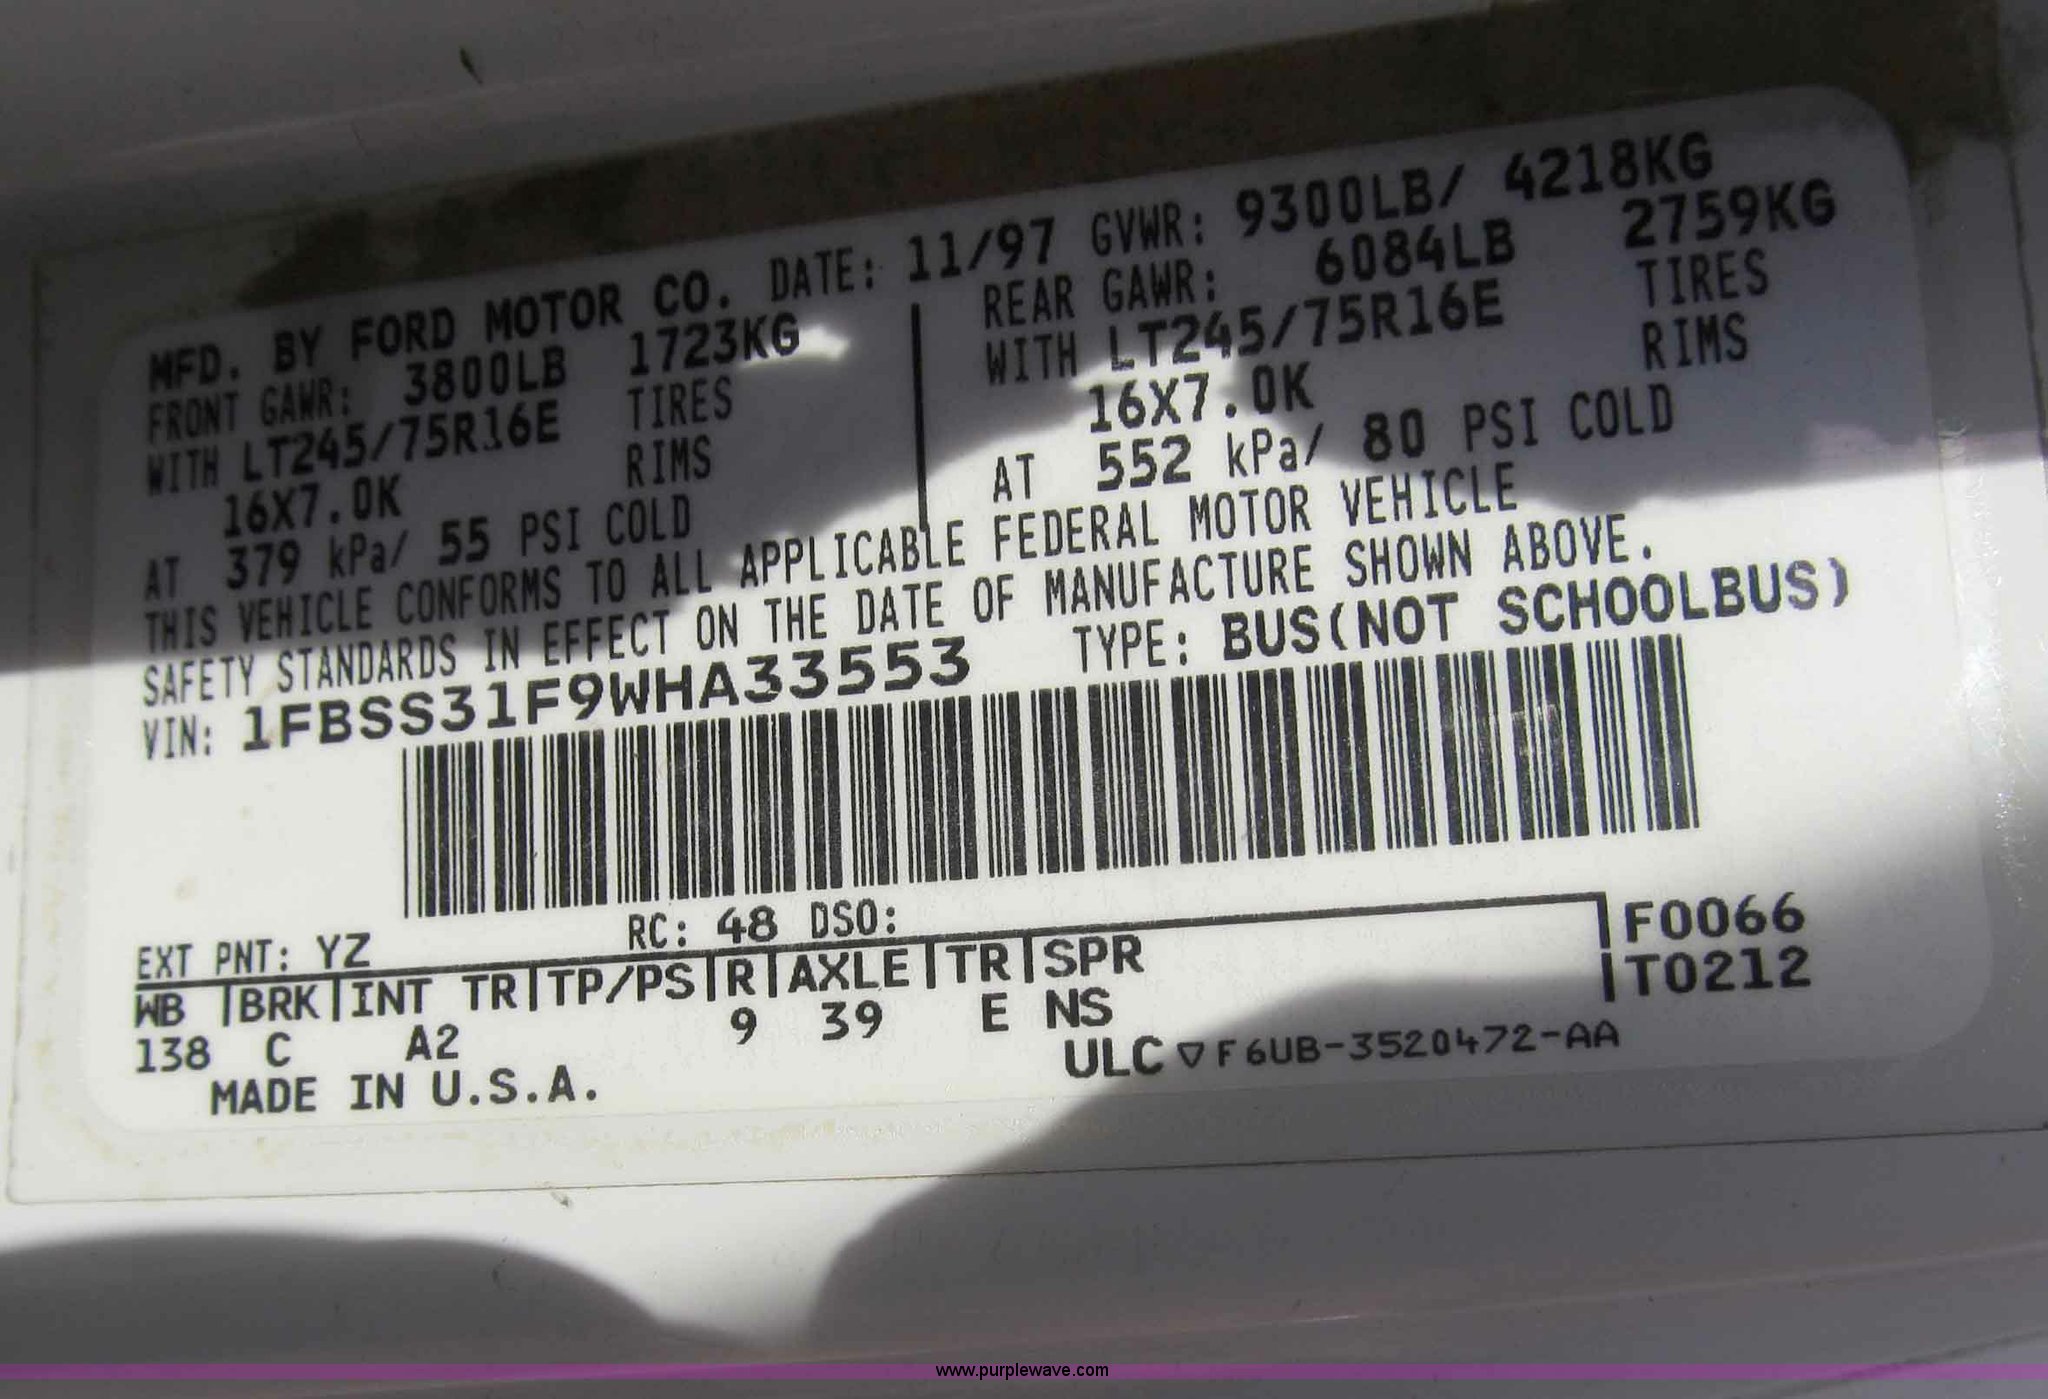 MFD. BY FORD MOTOR CO. DATE: 11/97 GVWR: 9300LB/ 4218KG
FRONT GAWR: 3800LB 1723KG
WITH LT245/75R16E TIRES
16X7.0K RIMS
AT 379 kPa/ 55 PSI COLD
REAR GAWR: 6084LB 2759KG
WITH LT245/75R16E TIRES
16X7.0K RIMS
AT 552 kPa/ 80 PSI COLD
THIS VEHICLE CONFORMS TO ALL APPLICABLE FEDERAL MOTOR VEHICLE
SAFETY STANDARDS IN EFFECT ON THE DATE OF MANUFACTURE SHOWN ABOVE.
VIN: 1FBSS31F9WHA33553 TYPE: BUS(NOT SCHOOLBUS)
EXT PNT: YZ RC: 48 DSO:
WB |BRK|INT TR|TP/PS|R|AXLE|TR|SPR
138 C A2 9 39 E NS
F0066
T0212
MADE IN U.S.A. ULC ▽F6UB-3520472-AA
www.purplewave.com